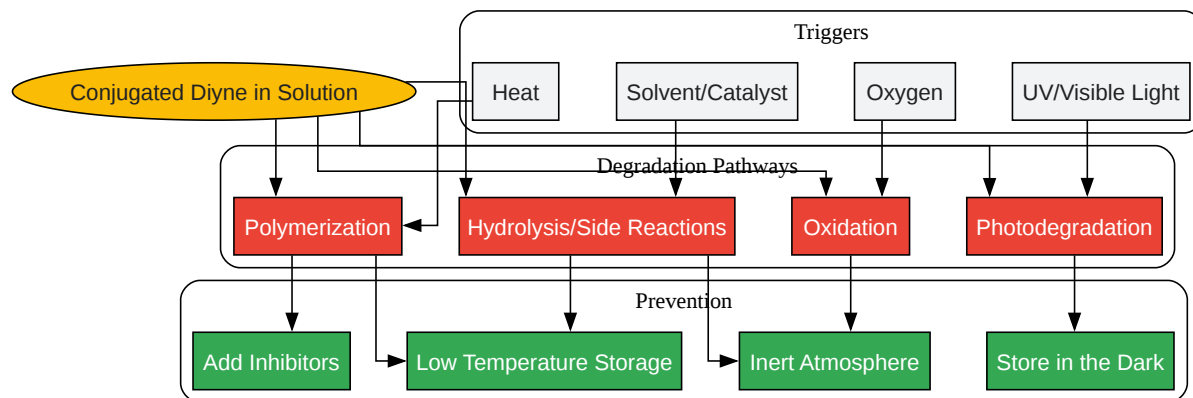 Triggers
Conjugated Diyne in Solution
Heat
Solvent/Catalyst
Oxygen
UV/Visible Light
Degradation Pathways
Polymerization
Hydrolysis/Side Reactions
Oxidation
Photodegradation
Prevention
Add Inhibitors
Low Temperature Storage
Inert Atmosphere
Store in the Dark